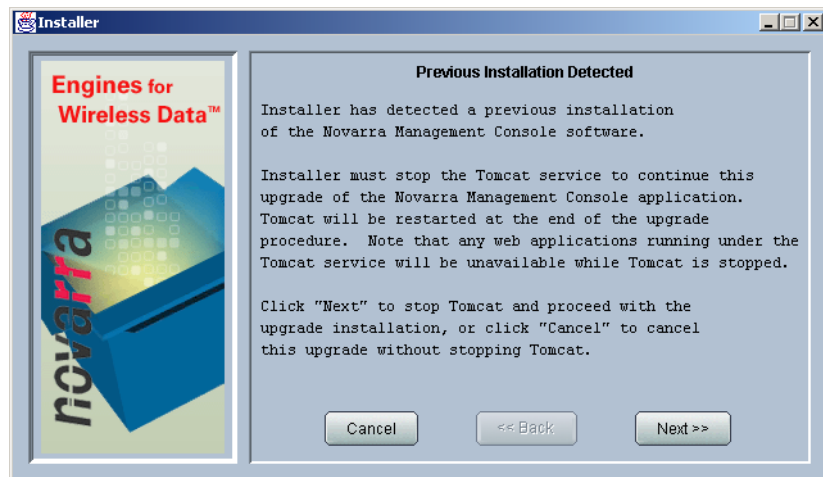 Installer
Engines for
Wireless Data™
novarra
Previous Installation Detected
Installer has detected a previous installation
of the Novarra Management Console software.
Installer must stop the Tomcat service to continue this
upgrade of the Novarra Management Console application.
Tomcat will be restarted at the end of the upgrade
procedure.  Note that any web applications running under the
Tomcat service will be unavailable while Tomcat is stopped.
Click "Next" to stop Tomcat and proceed with the
upgrade installation, or click "Cancel" to cancel
this upgrade without stopping Tomcat.
Cancel
<< Back
Next >>